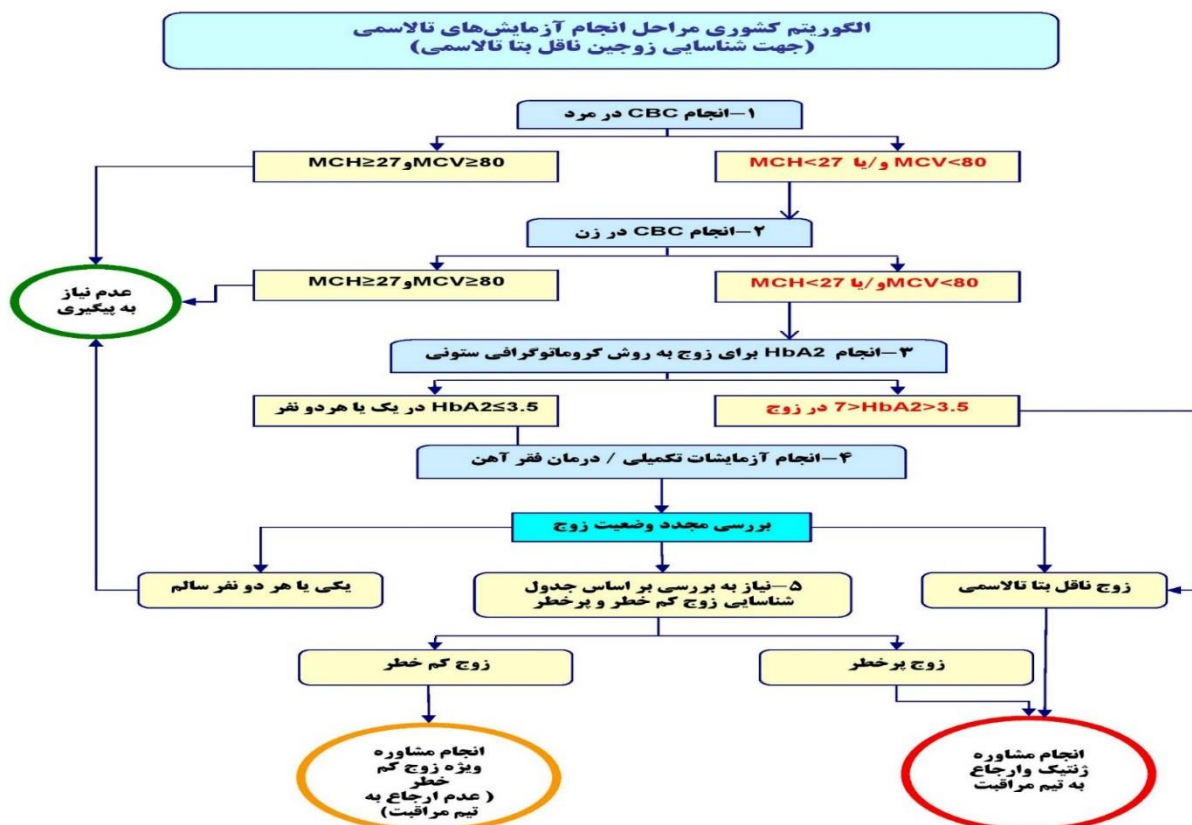 الگوریتم کشوری مراحل انجام آزمایش‌های تالاسمی
(جهت شناسایی زوجین ناقل بتا تالاسمی)
۱-انجام CBC در مرد
MCV<80 و/یا MCH<27
MCV≥80وMCH≥27
۲-انجام CBC در زن
MCV<80و/یا MCH<27
MCV≥80وMCH≥27
عدم نیاز
به پیگیری
۳-انجام HbA2 برای زوج به روش کروماتوگرافی ستونی
7>HbA2>3.5 در زوج
HbA2≤3.5 در یک یا هردو نفر
۴-انجام آزمایشات تکمیلی / درمان فقر آهن
بررسی مجدد وضعیت زوج
زوج ناقل بتا تالاسمی
۵-نیاز به بررسی بر اساس جدول
شناسایی زوج کم خطر و پرخطر
یکی یا هر دو نفر سالم
زوج پرخطر
زوج کم خطر
انجام مشاوره
ژنتیک وارجاع
به تیم مراقبت
انجام مشاوره
ویژه زوج کم
خطر
( عدم ارجاع به
تیم مراقبت)